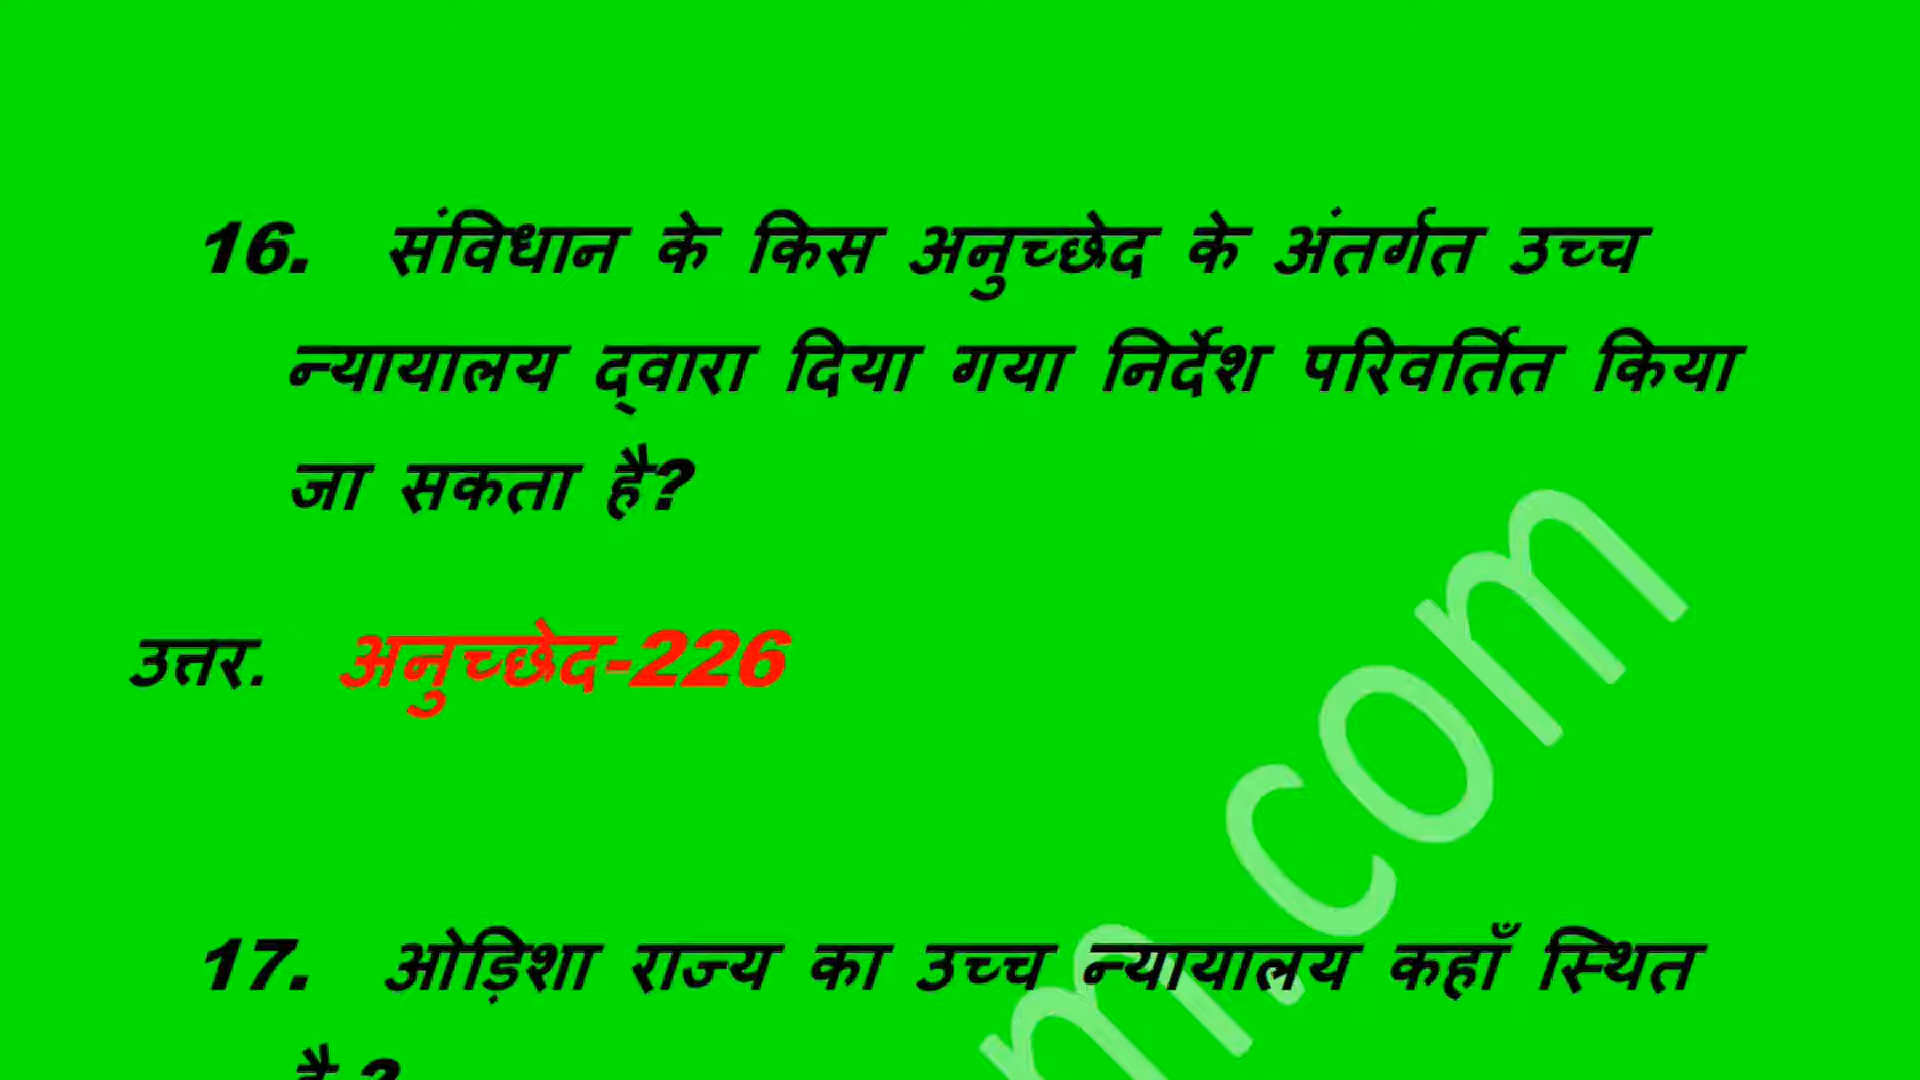 16. संविधान के किस अनुच्छेद के अंतर्गत उच्च
न्यायालय द्वारा दिया गया निर्देश परिवर्तित किया
जा सकता है?
उत्तर. अनुच्छेद-226
17. ओड़िशा राज्य का उच्च न्यायालय कहाँ स्थित
है ?
m.com